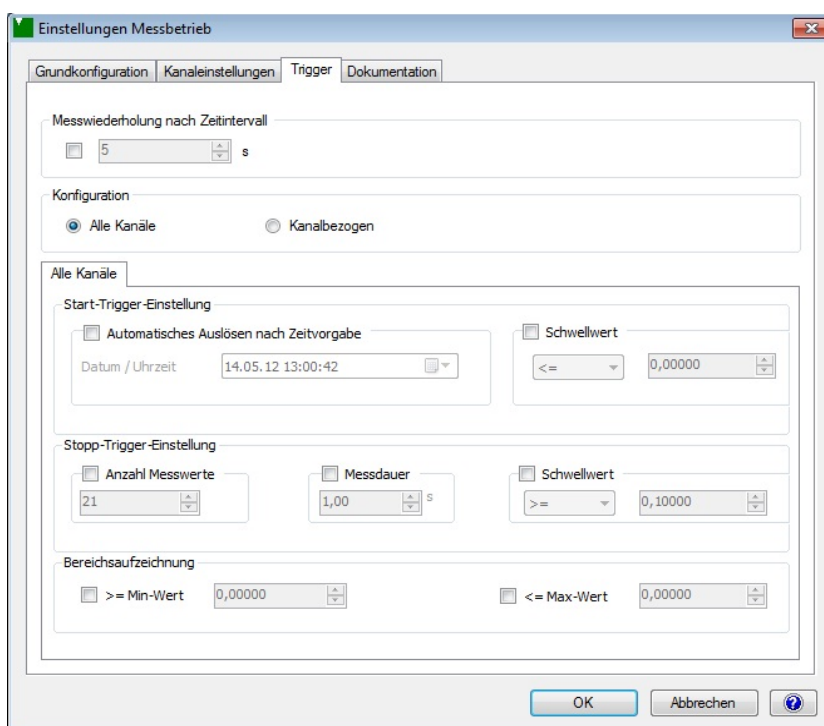 Einstellungen Messbetrieb
Grundkonfiguration Kanaleinstellungen Trigger Dokumentation
Messwiederholung nach Zeitintervall
5 s
Konfiguration
Alle Kanäle Kanalbezogen
Alle Kanäle
Start-Trigger-Einstellung
Automatisches Auslösen nach Zeitvorgabe Schwellwert
Datum / Uhrzeit 14.05.12 13:00:42 <= 0,00000
Stopp-Trigger-Einstellung
Anzahl Messwerte Messdauer Schwellwert
21 1,00 s >= 0,10000
Bereichsaufzeichnung
>= Min-Wert 0,00000 <= Max-Wert 0,00000
OK Abbrechen ?